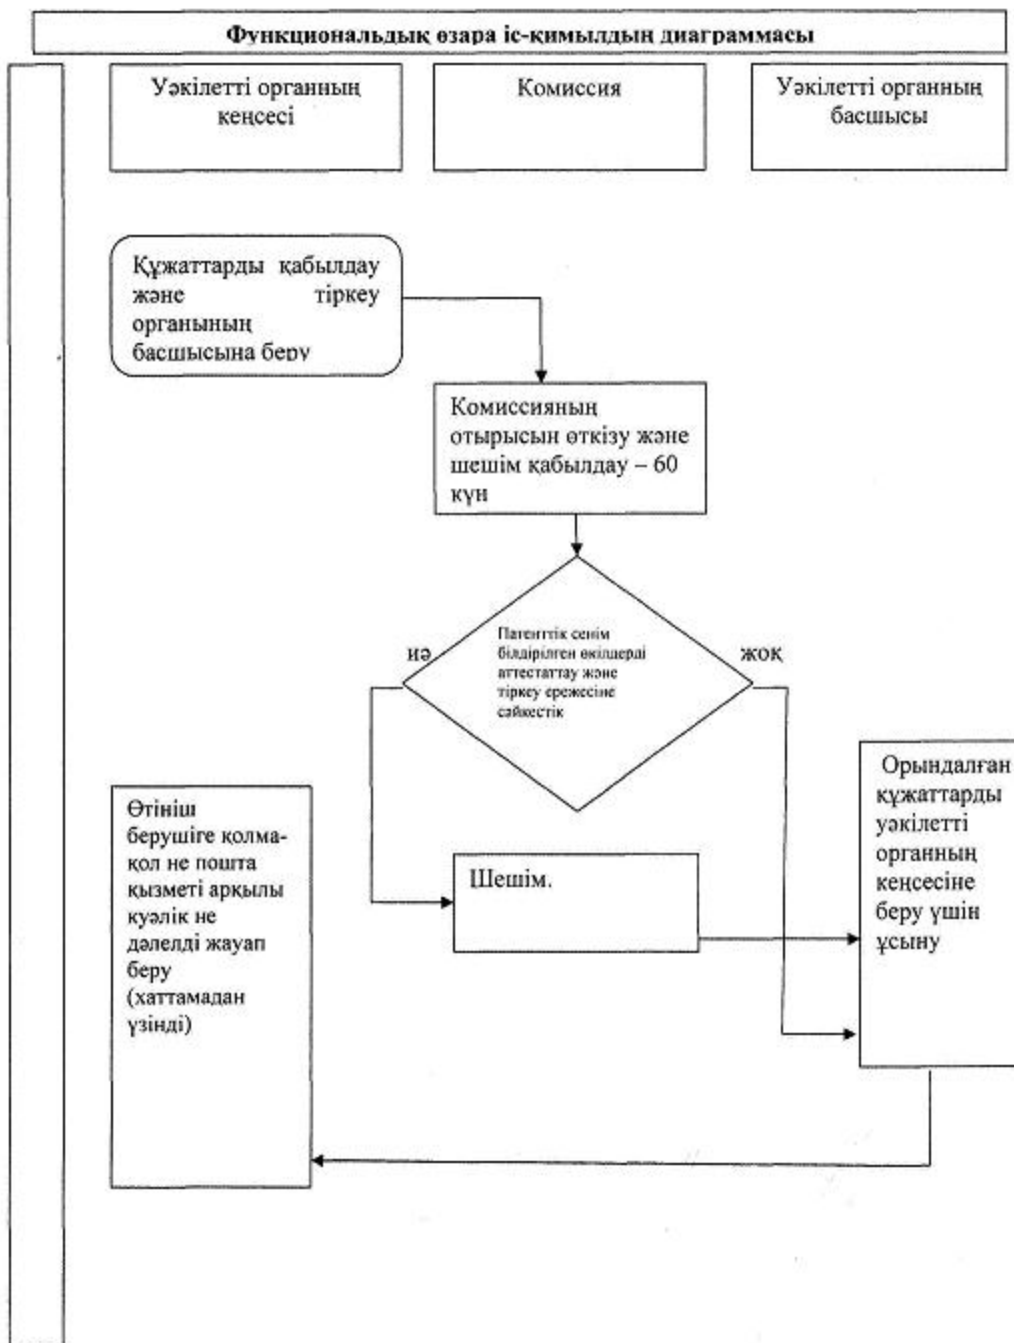 Функциональдық өзара іс-қимылдың диаграммасы
Уәкілетті органның
кеңсесі
Комиссия
Уәкілетті органның
басшысы
Құжаттарды қабылдау
және тіркеу
органының
басшысына беру
Комиссияның
отырысын өткізу және
шешім қабылдау – 60
күн
Патенттік сенім
білдірілген өкілдерді
аттестаттау және
тіркеу ережесіне
сәйкестік
иә
жоқ
Орындалған
құжаттарды
уәкілетті
органның
кеңсесіне
беру үшін
ұсыну
Өтініш
берушіге қолма-
қол не пошта
қызметі арқылы
куәлік не
дәлелді жауап
беру
(хаттамадан
үзінді)
Шешім.